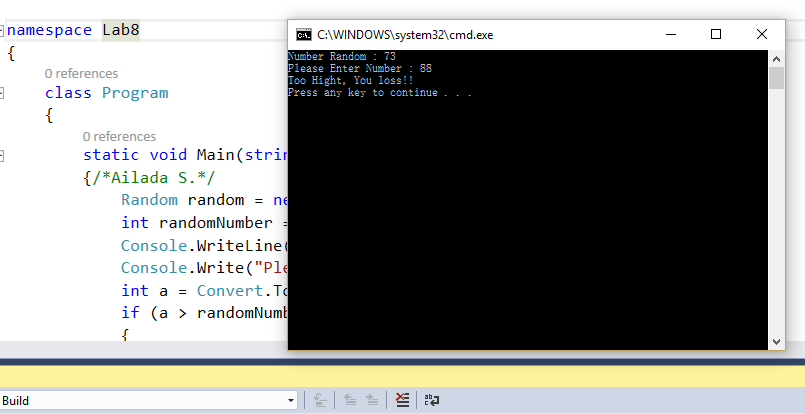 namespace Lab8
{
0 references
class Program
{
0 references
static void Main(strin
{/*Ailada S.*/
Random random = ne
int randomNumber =
Console.WriteLine(
Console.Write("Ple
int a = Convert.To
if (a > randomNumb
{
C:\WINDOWS\system32\cmd.exe
Number Random : 73
Please Enter Number : 88
Too Hight, You loss!!
Press any key to continue . . .
Build